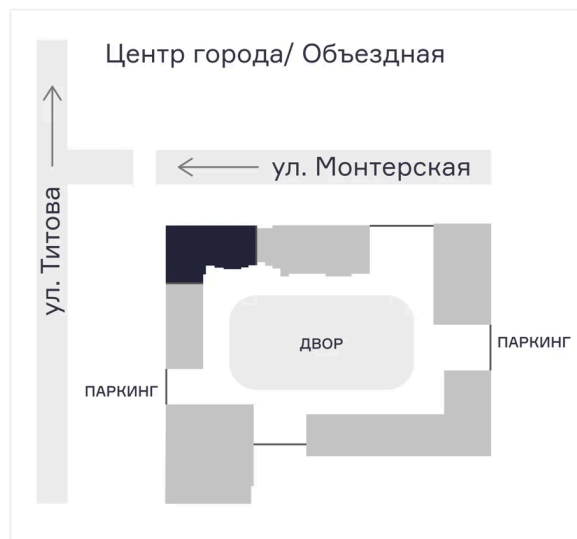 Центр города/ Объездная
ул. Монтерская
ул. Титова
ДВОР
ПАРКИНГ
ПАРКИНГ